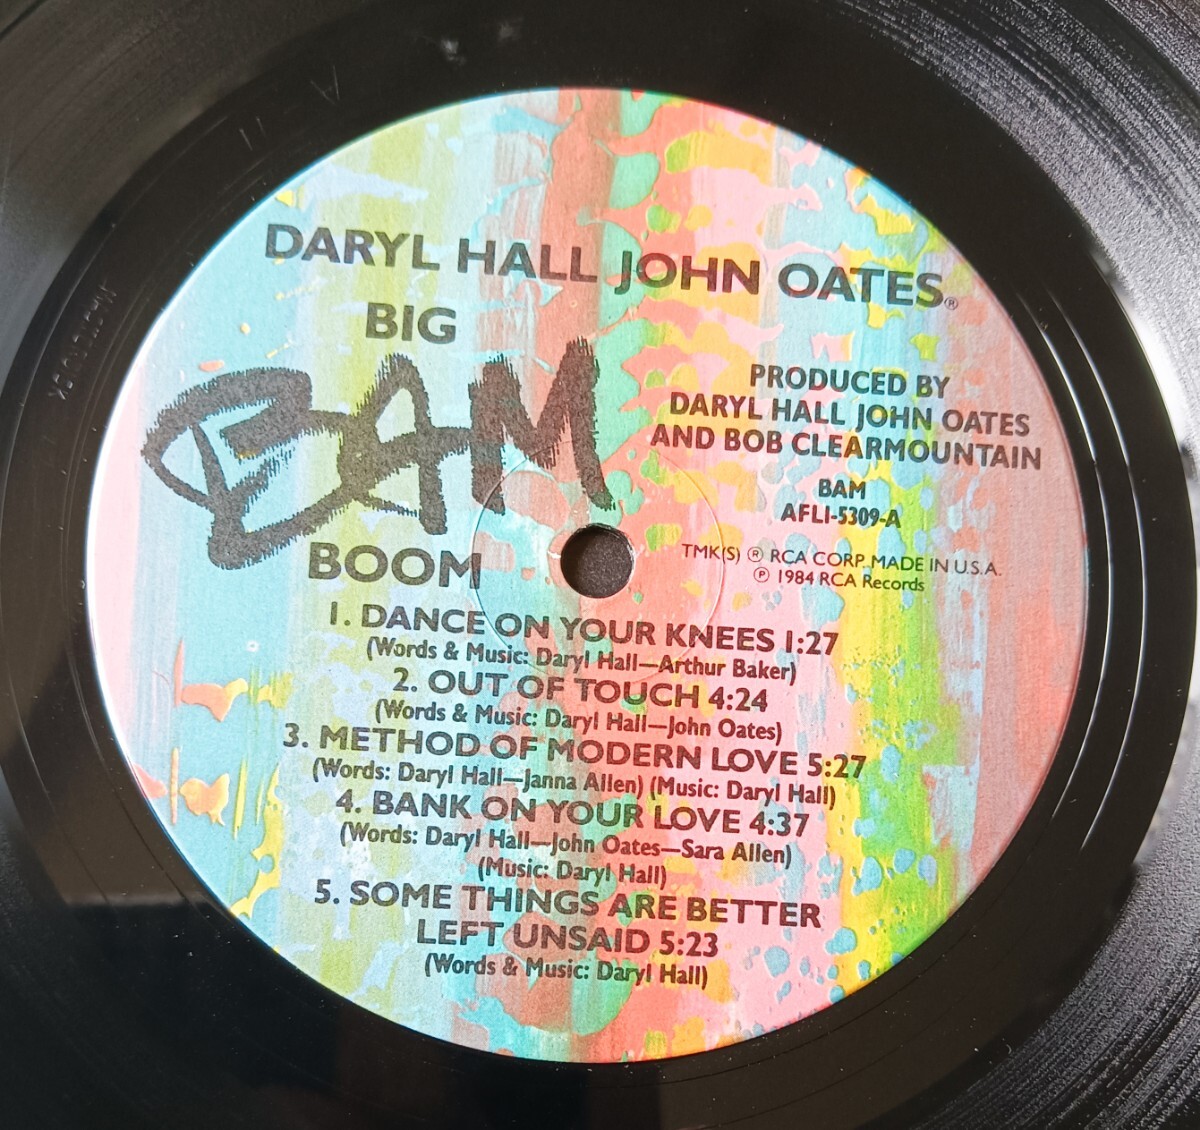 DARYL HALL JOHN OATES®
BIG
BAM
BOOM
PRODUCED BY
DARYL HALL JOHN OATES
AND BOB CLEARMOUNTAIN
BAM
AFL1-5309-A
TMK(S) ® RCA CORP. MADE IN U.S.A.
℗ 1984 RCA Records
1. DANCE ON YOUR KNEES 1:27
(Words & Music: Daryl Hall—Arthur Baker)
2. OUT OF TOUCH 4:24
(Words & Music: Daryl Hall—John Oates)
3. METHOD OF MODERN LOVE 5:27
(Words: Daryl Hall—Janna Allen) (Music: Daryl Hall)
4. BANK ON YOUR LOVE 4:37
(Words: Daryl Hall—John Oates—Sara Allen)
(Music: Daryl Hall)
5. SOME THINGS ARE BETTER
LEFT UNSAID 5:23
(Words & Music: Daryl Hall)